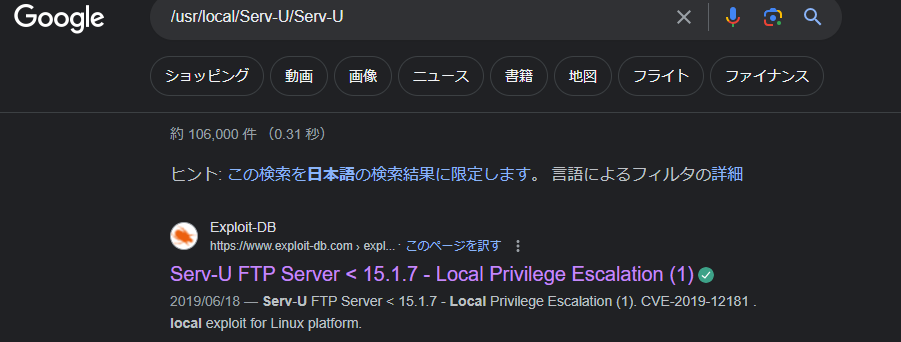 Google
/usr/local/Serv-U/Serv-U
ショッピング 動画 画像 ニュース 書籍 地図 フライト ファイナンス
約 106,000 件 （0.31 秒）
ヒント: この検索を日本語の検索結果に限定します。 言語によるフィルタの詳細
Exploit-DB
https://www.exploit-db.com › expl... · このページを訳す
Serv-U FTP Server < 15.1.7 - Local Privilege Escalation (1)
2019/06/18 — Serv-U FTP Server < 15.1.7 - Local Privilege Escalation (1). CVE-2019-12181 .
local exploit for Linux platform.